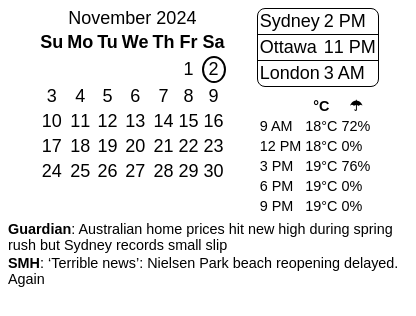 November 2024
Su Mo Tu We Th Fr Sa
1 2
3 4 5 6 7 8 9
10 11 12 13 14 15 16
17 18 19 20 21 22 23
24 25 26 27 28 29 30
Sydney 2 PM
Ottawa 11 PM
London 3 AM
°C ☂
9 AM 18°C 72%
12 PM 18°C 0%
3 PM 19°C 76%
6 PM 19°C 0%
9 PM 19°C 0%
Guardian: Australian home prices hit new high during spring
rush but Sydney records small slip
SMH: ‘Terrible news’: Nielsen Park beach reopening delayed.
Again